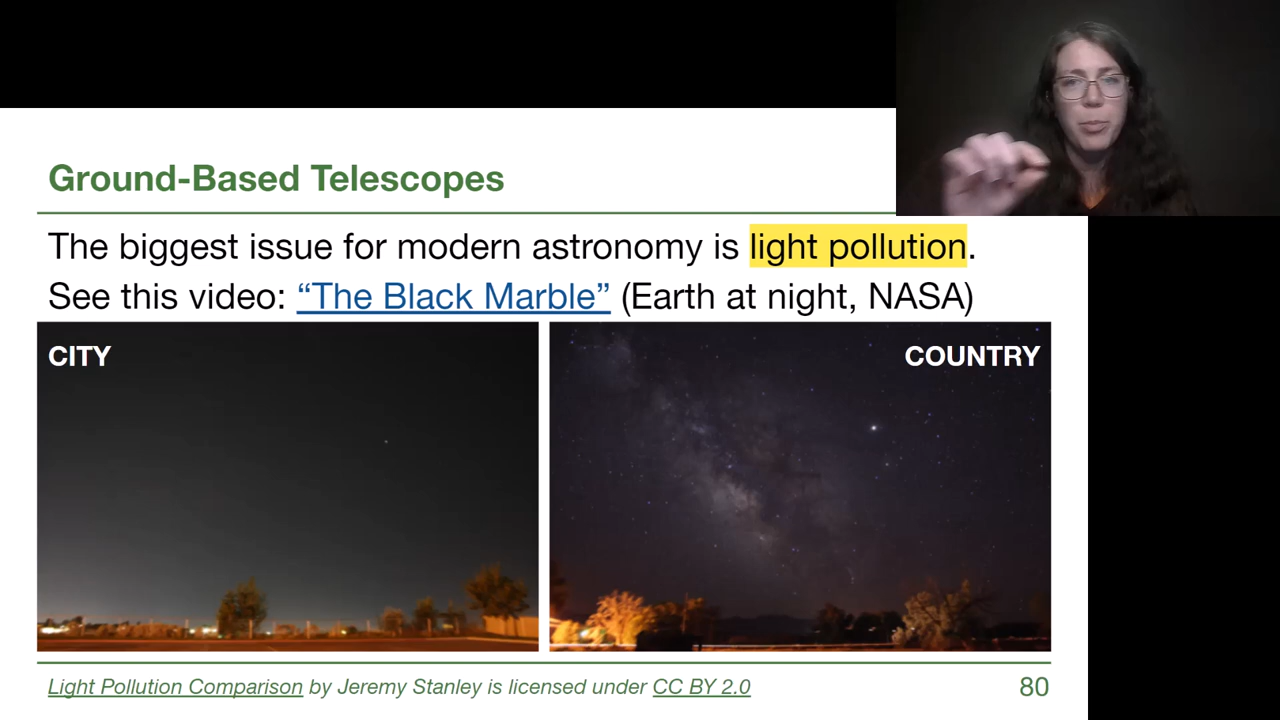 Ground-Based Telescopes
The biggest issue for modern astronomy is light pollution.
See this video: “The Black Marble” (Earth at night, NASA)
CITY
COUNTRY
Light Pollution Comparison by Jeremy Stanley is licensed under CC BY 2.0
80